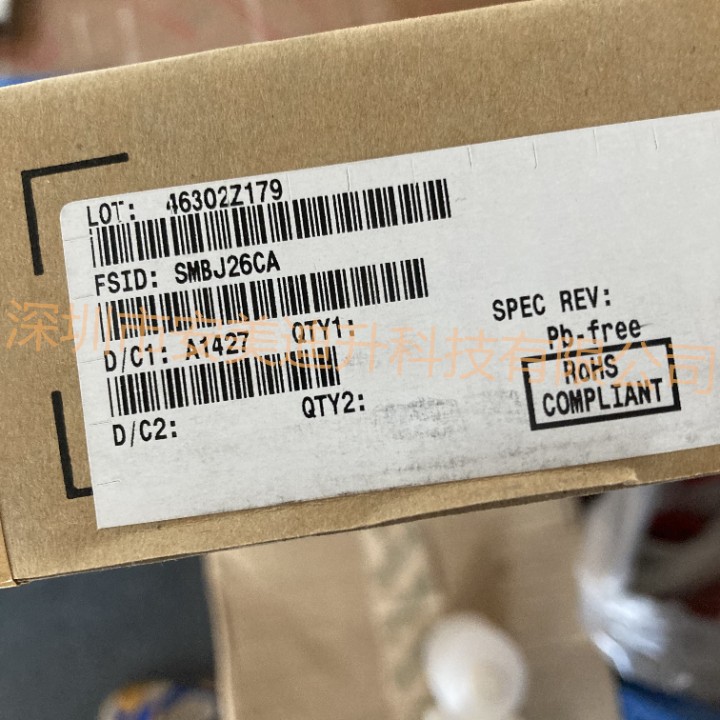 LOT: 46302Z179
FSID: SMBJ26CA
D/C1: A1427 QTY1:
D/C2: QTY2:
SPEC REV:
Pb-free
RoHS
COMPLIANT
深圳市安美迪升科技有限公司